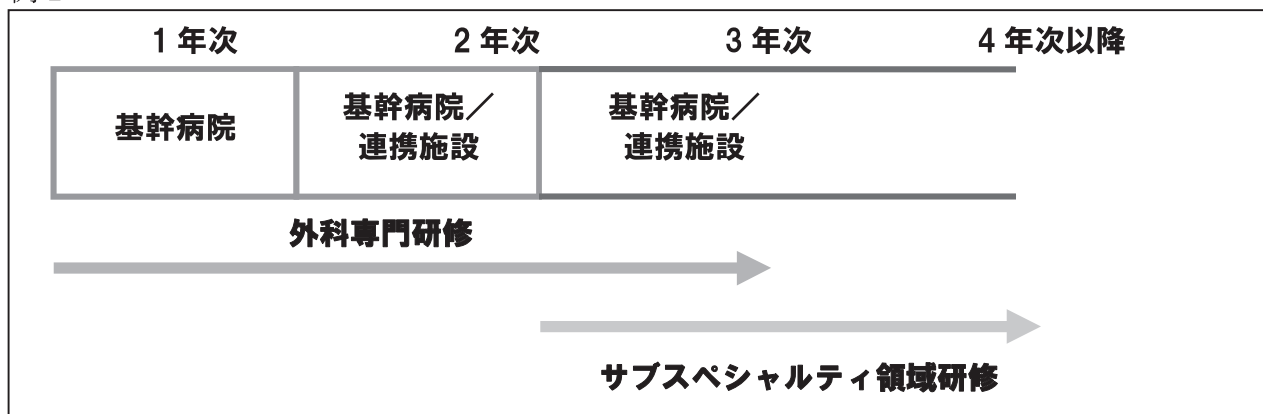 1年次 2年次 3年次 4年次以降
基幹病院 基幹病院／ 基幹病院／
連携施設 連携施設
外科専門研修
サブスペシャルティ領域研修